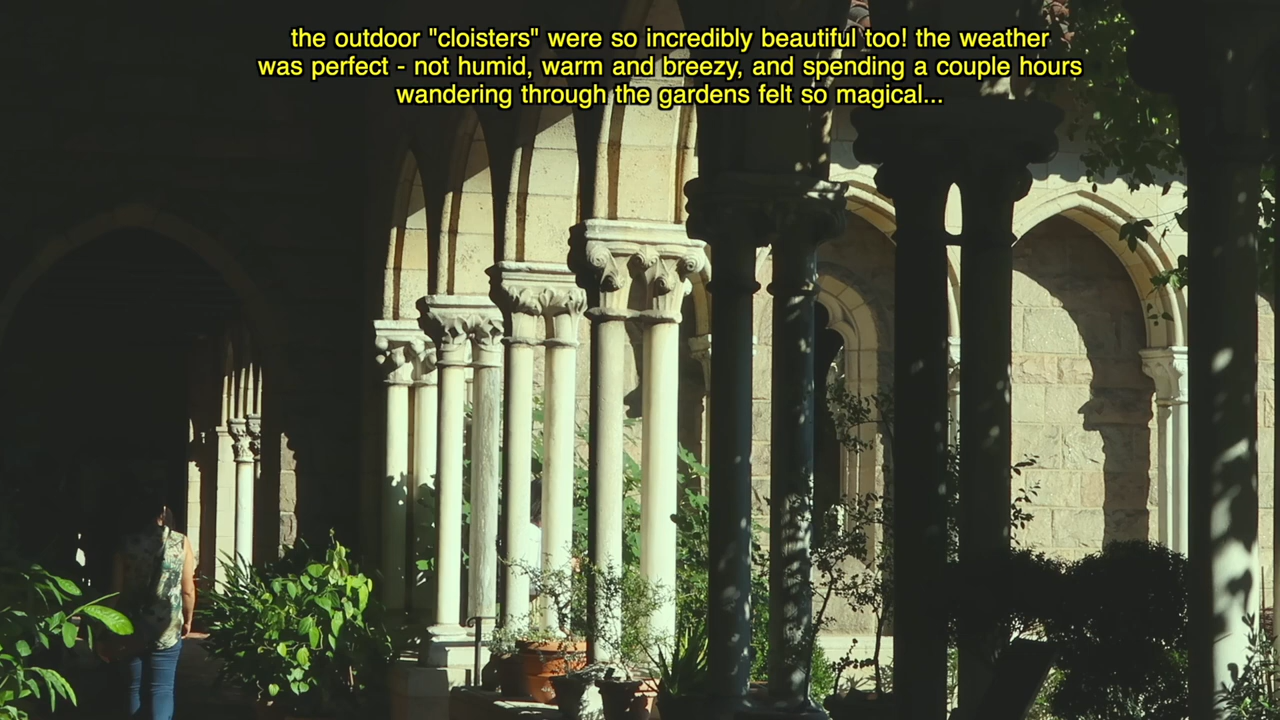 the outdoor "cloisters" were so incredibly beautiful too! the weather
was perfect - not humid, warm and breezy, and spending a couple hours
wandering through the gardens felt so magical...